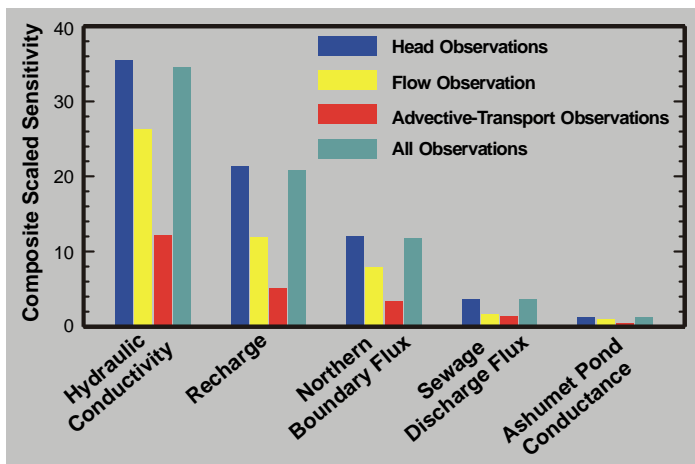 Composite Scaled Sensitivity
40
30
20
10
0
Head Observations
Flow Observation
Advective-Transport Observations
All Observations
Hydraulic
Conductivity
Recharge
Northern
Boundary Flux
Sewage
Discharge Flux
Ashumet Pond
Conductance